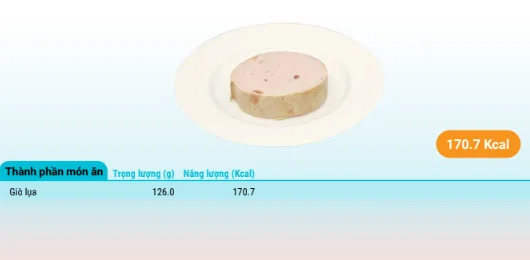 170.7 Kcal
Thành phần món ăn Trọng lượng (g) Năng lượng (Kcal)
Giò lụa 126.0 170.7